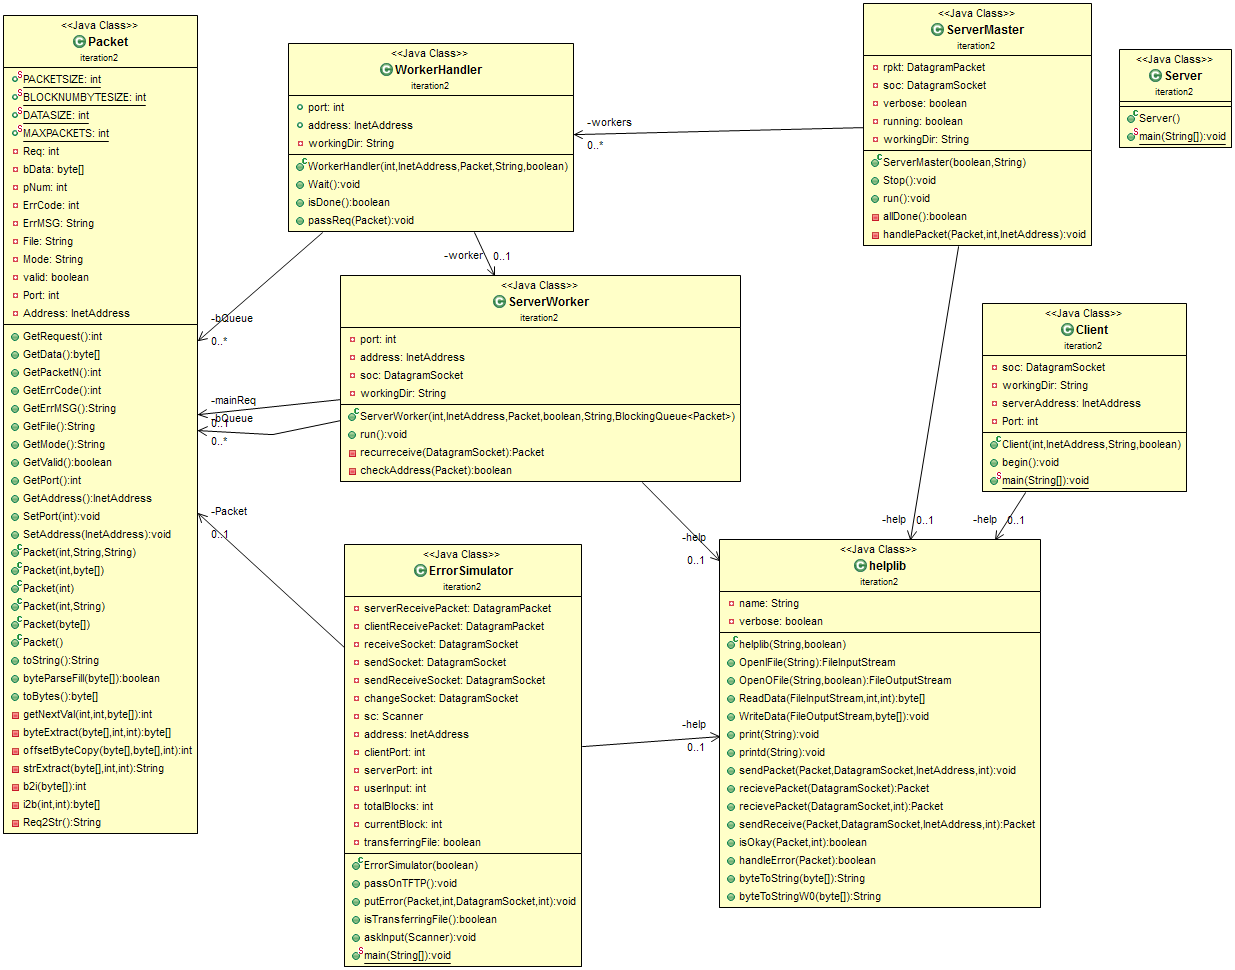 <<Java Class>>
Packet
iteration2
PACKETSIZE: int
BLOCKNUMBYTESIZE: int
DATASIZE: int
MAXPACKETS: int
Req: int
bData: byte[]
pNum: int
ErrCode: int
ErrMSG: String
File: String
Mode: String
valid: boolean
Port: int
Address: InetAddress
GetRequest():int
GetData():byte[]
GetPacketN():int
GetErrCode():int
GetErrMSG():String
GetFile():String
GetMode():String
GetValid():boolean
GetPort():int
GetAddress():InetAddress
SetPort(int):void
SetAddress(InetAddress):void
Packet(int,String,String)
Packet(int,byte[])
Packet(int)
Packet(int,String)
Packet(byte[])
Packet()
toString():String
byteParseFill(byte[]):boolean
toBytes():byte[]
getNextVal(int,int,byte[]):int
byteExtract(byte[],int,int):byte[]
offsetByteCopy(byte[],byte[],int):int
strExtract(byte[],int,int):String
b2i(byte[]):int
i2b(int,int):byte[]
Req2Str():String
<<Java Class>>
WorkerHandler
iteration2
port: int
address: InetAddress
workingDir: String
WorkerHandler(int,InetAddress,Packet,String,boolean)
Wait():void
isDone():boolean
passReq(Packet):void
-workers
0..*
<<Java Class>>
ServerMaster
iteration2
rpkt: DatagramPacket
soc: DatagramSocket
verbose: boolean
running: boolean
workingDir: String
ServerMaster(boolean,String)
Stop():void
run():void
allDone():boolean
handlePacket(Packet,int,InetAddress):void
<<Java Class>>
Server
iteration2
Server()
main(String[]):void
-worker 0..1
-bQueue
0..*
<<Java Class>>
ServerWorker
iteration2
port: int
address: InetAddress
soc: DatagramSocket
workingDir: String
ServerWorker(int,InetAddress,Packet,boolean,String,BlockingQueue<Packet>)
run():void
recurreceive(DatagramSocket):Packet
checkAddress(Packet):boolean
-mainReq
0..1
-bQueue
0..*
<<Java Class>>
Client
iteration2
soc: DatagramSocket
workingDir: String
serverAddress: InetAddress
Port: int
Client(int,InetAddress,String,boolean)
begin():void
main(String[]):void
-help 0..1
-help 0..1
-help
0..1
-Packet
0..1
<<Java Class>>
ErrorSimulator
iteration2
serverReceivePacket: DatagramPacket
clientReceivePacket: DatagramPacket
receiveSocket: DatagramSocket
sendSocket: DatagramSocket
sendReceiveSocket: DatagramSocket
changeSocket: DatagramSocket
sc: Scanner
address: InetAddress
clientPort: int
serverPort: int
userInput: int
totalBlocks: int
currentBlock: int
transferringFile: boolean
ErrorSimulator(boolean)
passOnTFTP():void
putError(Packet,int,DatagramSocket,int):void
isTransferringFile():boolean
askInput(Scanner):void
main(String[]):void
-help
0..1
<<Java Class>>
helplib
iteration2
name: String
verbose: boolean
helplib(String,boolean)
OpenIFile(String):FileInputStream
OpenOFile(String,boolean):FileOutputStream
ReadData(FileInputStream,int,int):byte[]
WriteData(FileOutputStream,byte[]):void
print(String):void
printd(String):void
sendPacket(Packet,DatagramSocket,InetAddress,int):void
recievePacket(DatagramSocket):Packet
recievePacket(DatagramSocket,int):Packet
sendReceive(Packet,DatagramSocket,InetAddress,int):Packet
isOkay(Packet,int):boolean
handleError(Packet):boolean
byteToString(byte[]):String
byteToStringW0(byte[]):String